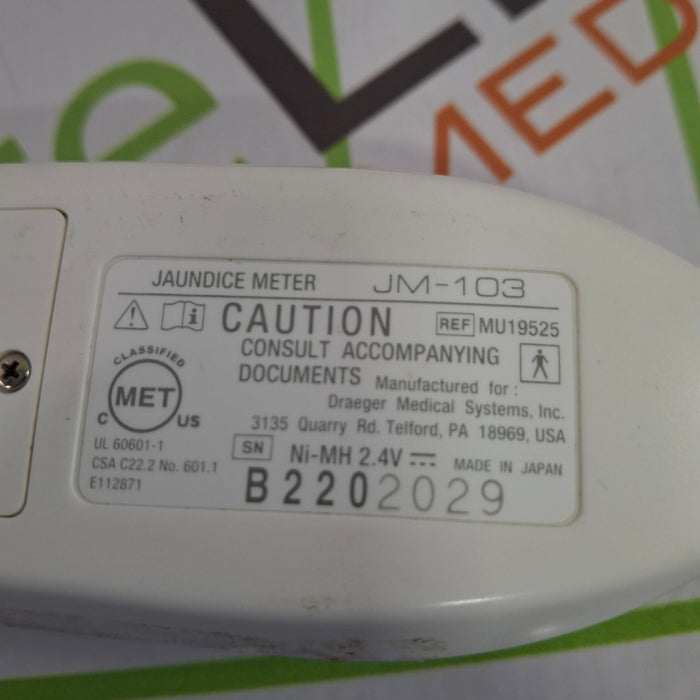 MED
JAUNDICE METER JM-103
CAUTION REF MU19525
CONSULT ACCOMPANYING
DOCUMENTS Manufactured for :
Draeger Medical Systems, Inc.
3135 Quarry Rd. Telford, PA 18969, USA
CLASSIFIED
MET
C US
UL 60601-1
CSA C22.2 No. 601.1
E112871
SN Ni-MH 2.4V MADE IN JAPAN
B2202029